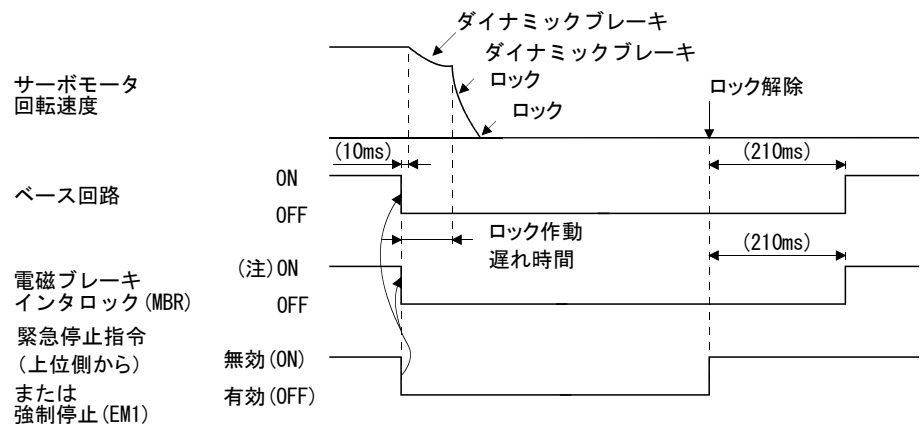 ダイナミックブレーキ
ダイナミックブレーキ
ロック
ロック
サーボモータ
回転速度
ロック解除
(10ms)
(210ms)
ベース回路
ON
OFF
ロック作動
遅れ時間
(210ms)
電磁ブレーキ
インタロック(MBR)
(注)ON
OFF
緊急停止指令
(上位側から)
または
強制停止(EM1)
無効(ON)
有効(OFF)